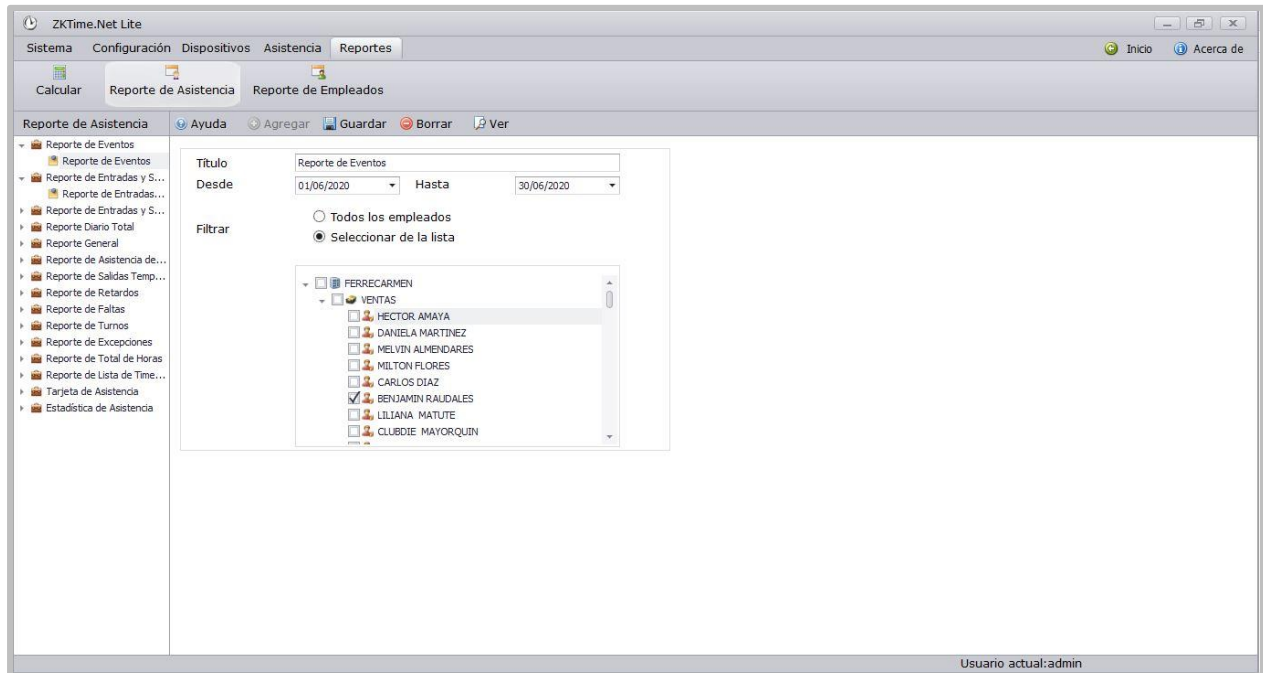 ZKTime.Net Lite
Sistema Configuración Dispositivos Asistencia Reportes Inicio Acerca de
Calcular Reporte de Asistencia Reporte de Empleados
Reporte de Asistencia Ayuda Agregar Guardar Borrar Ver
Reporte de Eventos
Reporte de Eventos
Reporte de Entradas y S...
Reporte de Entradas...
Reporte de Entradas y S...
Reporte Diario Total
Reporte General
Reporte de Asistencia de...
Reporte de Salidas Temp...
Reporte de Retardos
Reporte de Faltas
Reporte de Turnos
Reporte de Excepciones
Reporte de Total de Horas
Reporte de Lista de Time...
Tarjeta de Asistencia
Estadística de Asistencia
Título Reporte de Eventos
Desde 01/06/2020 Hasta 30/06/2020
Filtrar
Todos los empleados
Seleccionar de la lista
FERRECARMEN
VENTAS
HECTOR AMAYA
DANIELA MARTINEZ
MELVIN ALMENDARES
MILTON FLORES
CARLOS DIAZ
BENJAMIN RAUDALES
LILIANA MATUTE
CLUBDIE MAYORQUIN
Usuario actual:admin